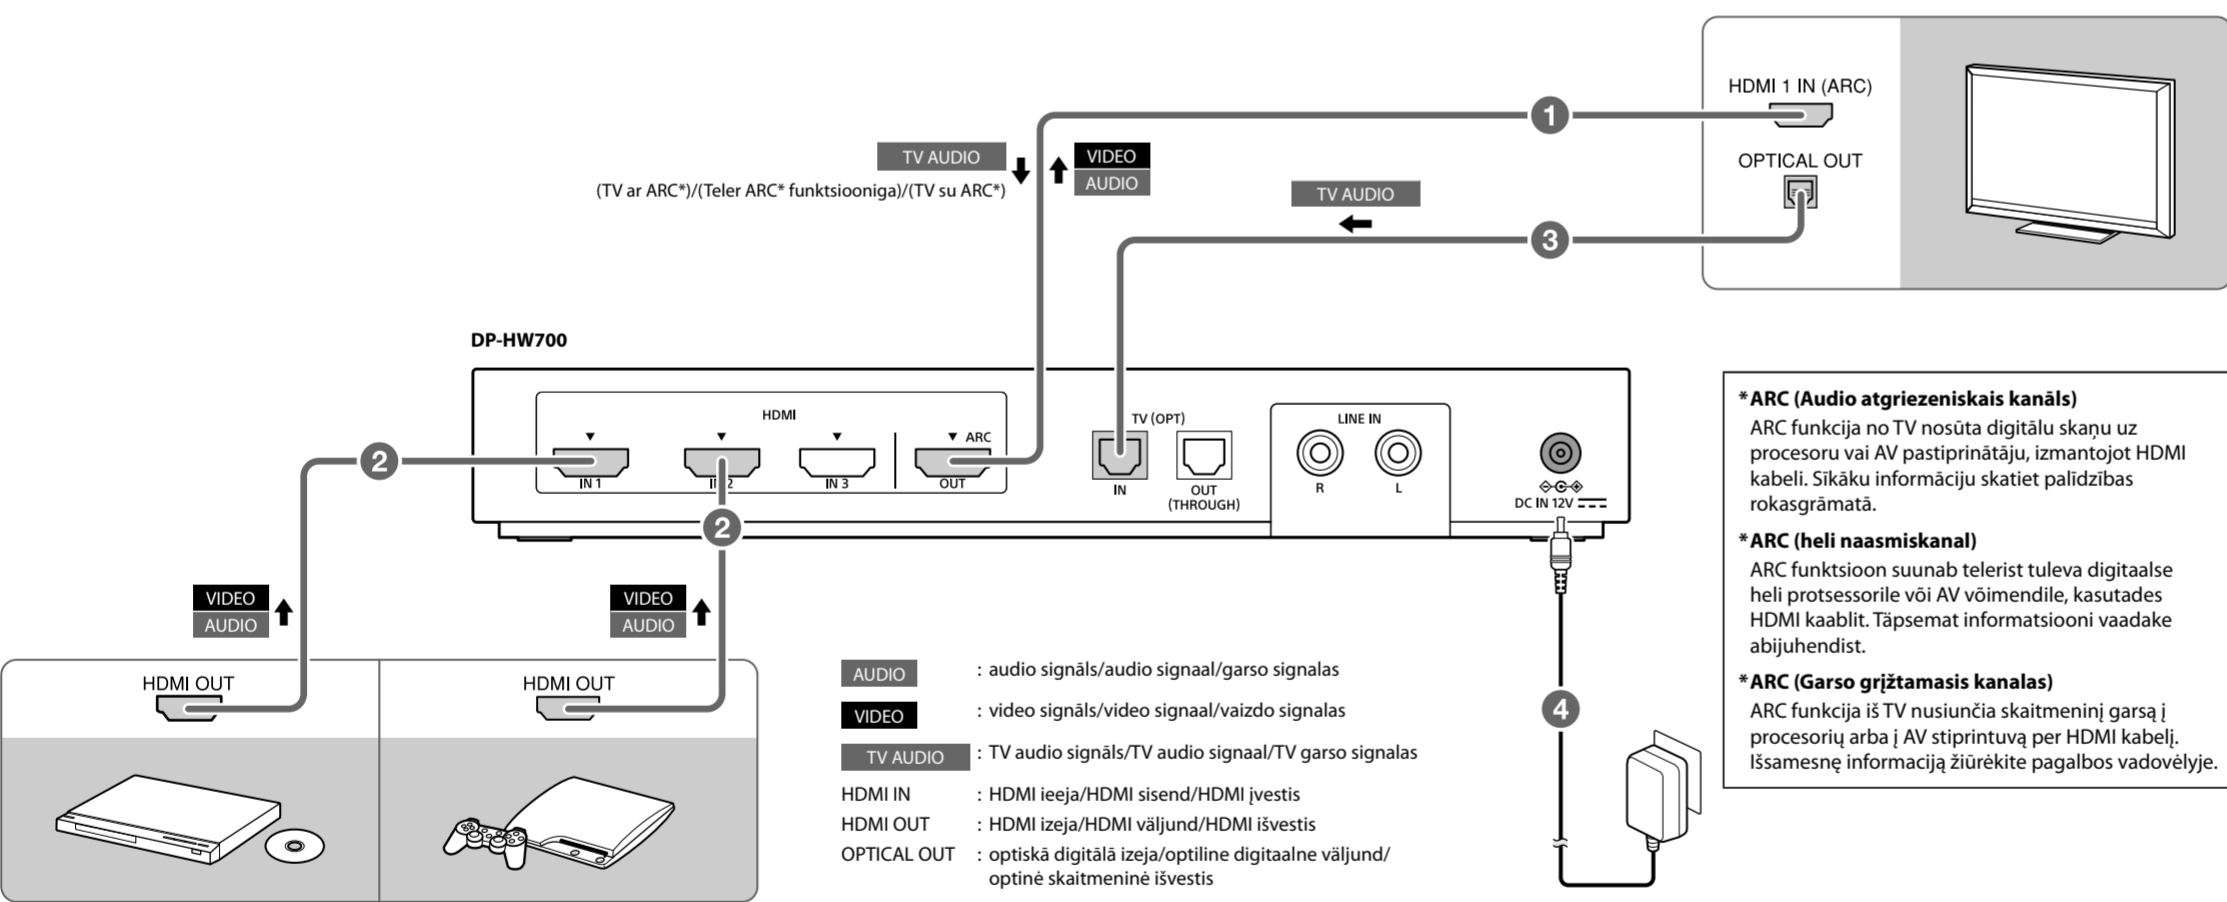 HDMI 1 IN (ARC)
OPTICAL OUT
1
TV AUDIO
VIDEO
AUDIO
(TV ar ARC*)/(Teler ARC* funktsiooniga)/(TV su ARC*)
TV AUDIO
3
DP-HW700
HDMI
ARC
IN 1
IN 2
IN 3
OUT
TV (OPT)
IN
OUT
(THROUGH)
LINE IN
R
L
DC IN 12V
2
2
VIDEO
AUDIO
VIDEO
AUDIO
HDMI OUT
HDMI OUT
AUDIO : audio signāls/audio signaal/garso signalas
VIDEO : video signāls/video signaal/vaizdo signalas
TV AUDIO : TV audio signāls/TV audio signaal/TV garso signalas
HDMI IN : HDMI ieeja/HDMI sisend/HDMI įvestis
HDMI OUT : HDMI izeja/HDMI väljund/HDMI išvestis
OPTICAL OUT : optiskā digitālā izeja/optiline digitaalne väljund/
optinė skaitmeninė išvestis
4
*ARC (Audio atgriezeniskais kanāls)
ARC funkcija no TV nosūta digitālu skaņu uz
procesoru vai AV pastiprinātāju, izmantojot HDMI
kabeli. Sīkāku informāciju skatiet palīdzības
rokasgrāmatā.
*ARC (heli naasmiskanal)
ARC funktsioon suunab telerist tuleva digitaalse
heli protsessorile või AV võimendile, kasutades
HDMI kaablit. Täpsemat informatsiooni vaadake
abijuhendist.
*ARC (Garso grįžtamasis kanalas)
ARC funkcija iš TV nusiunčia skaitmeninį garsą į
procesorių arba į AV stiprintuvą per HDMI kabelį.
Išsamesnę informaciją žiūrėkite pagalbos vadovėlyje.